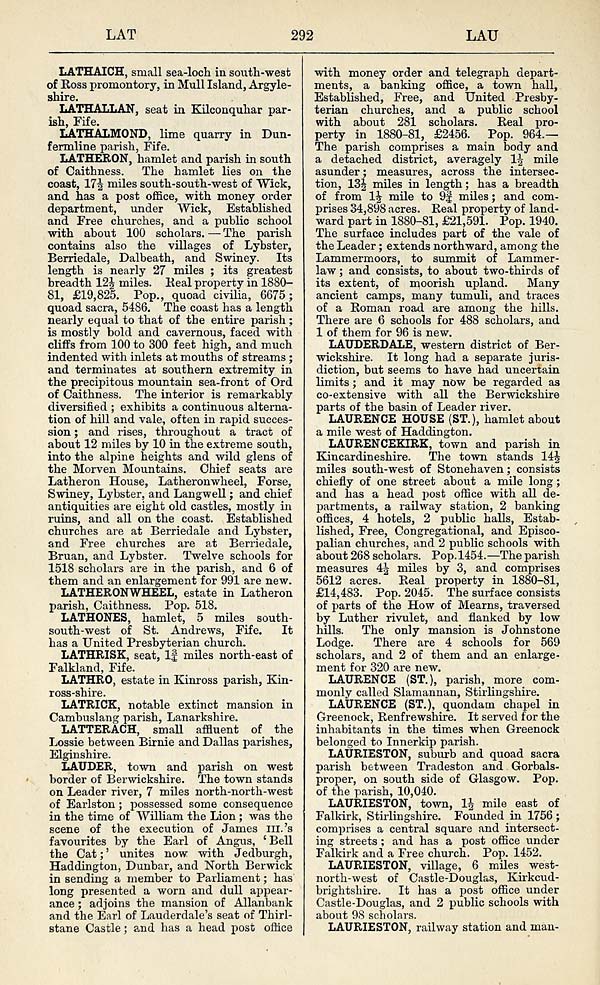 LAT 292 LAU
LATHAICH, small sea-loch in south-west
of Ross promontory, in Mull Island, Argyle-
shire.
LATHALLAN, seat in Kilconquhar par-
ish, Fife.
LATHALMOND, lime quarry in Dun-
fermline parish, Fife.
LATHERON, hamlet and parish in south
of Caithness. The hamlet lies on the
coast, 17½ miles south-south-west of Wick,
and has a post office, with money order
department, under Wick, Established
and Free churches, and a public school
with about 100 scholars.—The parish
contains also the villages of Lybster,
Berriedale, Dalbeath, and Swiney. Its
length is nearly 27 miles ; its greatest
breadth 12½ miles. Real property in 1880-
81, £19,825. Pop., quoad civilia, 6675 ;
quoad sacra, 5486. The coast has a length
nearly equal to that of the entire parish ;
is mostly bold and cavernous, faced with
cliffs from 100 to 300 feet high, and much
indented with inlets at mouths of streams ;
and terminates at southern extremity in
the precipitous mountain sea-front of Ord
of Caithness. The interior is remarkably
diversified ; exhibits a continuous alterna-
tion of hill and vale, often in rapid succes-
sion ; and rises, throughout a tract of
about 12 miles by 10 in the extreme south,
into the alpine heights and wild glens of
the Morven Mountains. Chief seats are
Latheron House, Latheronwheel, Forse,
Swiney, Lybster, and Langwell ; and chief
antiquities are eight old castles, mostly in
ruins, and all on the coast. Established
churches are at Berriedale and Lybster,
and Free churches are at Berriedale,
Bruan, and Lybster. Twelve schools for
1518 scholars are in the parish, and 6 of
them and an enlargement for 991 are new.
LATHERONWHEEL, estate in Latheron
parish, Caithness. Pop. 518.
LATHONES, hamlet, 5 miles south-
south-west of St. Andrews, Fife. It
has a United Presbyterian church.
LATHRISK, seat, 1¾ miles north-east of
Falkland, Fife.
LATHRO, estate in Kinross parish, Kin-
ross-shire.
LATRICK, notable extinct mansion in
Cambuslang parish, Lanarkshire.
LATTERACH, small affluent of the
Lossie between Birnie and Dallas parishes,
Elginshire.
LAUDER, town and parish on west
border of Berwickshire. The town stands
on Leader river, 7 miles north-north-west
of Earlston ; possessed some consequence
in the time of William the Lion ; was the
scene of the execution of James III.'s
favourites by the Earl of Angus, ‘Bell
the Cat ;’ unites now with Jedburgh,
Haddington, Dunbar, and North Berwick
in sending a member to Parliament ; has
long presented a worn and dull appear-
ance ; adjoins the mansion of Allanbank
and the Earl of Lauderdale's seat of Thirl-
stane Castle ; and has a head post office
with money order and telegraph depart-
ments, a banking office, a town hall,
Established, Free, and United Presby-
terian churches, and a public school
with about 281 scholars. Real pro-
perty in 1880-81, £2456. Pop. 964.—
The parish comprises a main body and
a detached district, averagely 1½ mile
asunder ; measures, across the intersec-
tion, 13½ miles in length ; has a breadth
of from 1½ mile to 9¾ miles ; and com-
prises 34,898 acres. Real property of land-
ward part in 1880-81, £21,591. Pop. 1940.
The surface includes part of the vale of
the Leader ; extends northward, among the
Lammermoors, to summit of Lammer-
law ; and consists, to about two-thirds of
its extent, of moorish upland. Many
ancient camps, many tumuli, and traces
of a Roman road are among the hills.
There are 6 schools for 488 scholars, and
1 of them for 96 is new.
LAUDERDALE, western district of Ber-
wickshire. It long had a separate juris-
diction, but seems to have had uncertain
limits ; and it may now be regarded as
co-extensive with all the Berwickshire
parts of the basin of Leader river.
LAURENCE HOUSE (ST.), hamlet about
a mile west of Haddington.
LAURENCEKIRK, town and parish in
Kincardineshire. The town stands 14½
miles south-west of Stonehaven ; consists
chiefly of one street about a mile long ;
and has a head post office with all de-
partments, a railway station, 2 banking
offices, 4 hotels, 2 public halls, Estab-
lished, Free, Congregational, and Episco-
palian churches, and 2 public schools with
about 268 scholars. Pop. 1454.—The parish
measures 4½ miles by 3, and comprises
5612 acres. Real property in 1880-81,
£14,483. Pop. 2045. The surface consists
of parts of the How of Mearns, traversed
by Luther rivulet, and flanked by low
hills. The only mansion is Johnstone
Lodge. There are 4 schools for 569
scholars, and 2 of them and an enlarge-
ment for 320 are new.
LAURENCE (ST.), parish, more com-
monly called Slamannan, Stirlingshire.
LAURENCE (ST.), quondam chapel in
Greenock, Renfrewshire. It served for the
inhabitants in the times when Greenock
belonged to Innerkip parish.
LAURIESTON, suburb and quoad sacra
parish between Tradeston and Gorbals-
proper, on south side of Glasgow. Pop.
of the parish, 10,040.
LAURIESTON, town, 1½ mile east of
Falkirk, Stirlingshire. Founded in 1756 ;
comprises a central square and intersect-
ing streets ; and has a post office under
Falkirk and a Free church. Pop. 1452.
LAURIESTON, village, 6 miles west-
north-west of Castle-Douglas, Kirkcud-
brightshire. It has a post office under
Castle-Douglas, and 2 public schools with
about 98 scholars.
LAURIESTON, railway station and man-